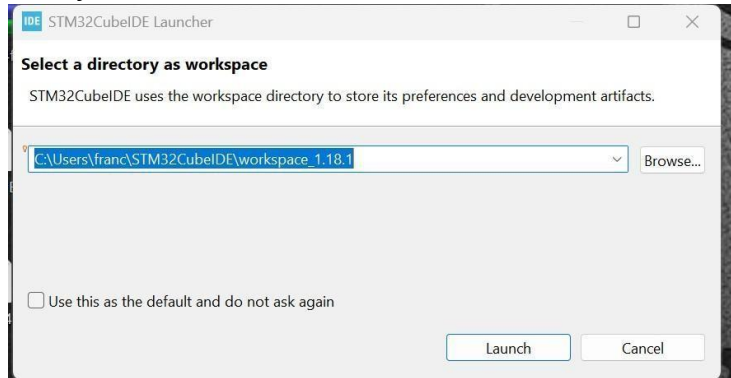 IDE STM32CubeIDE Launcher
Select a directory as workspace
STM32CubeIDE uses the workspace directory to store its preferences and development artifacts.
C:\Users\franc\STM32CubeIDE\workspace_1.18.1
Browse...
Use this as the default and do not ask again
Launch Cancel